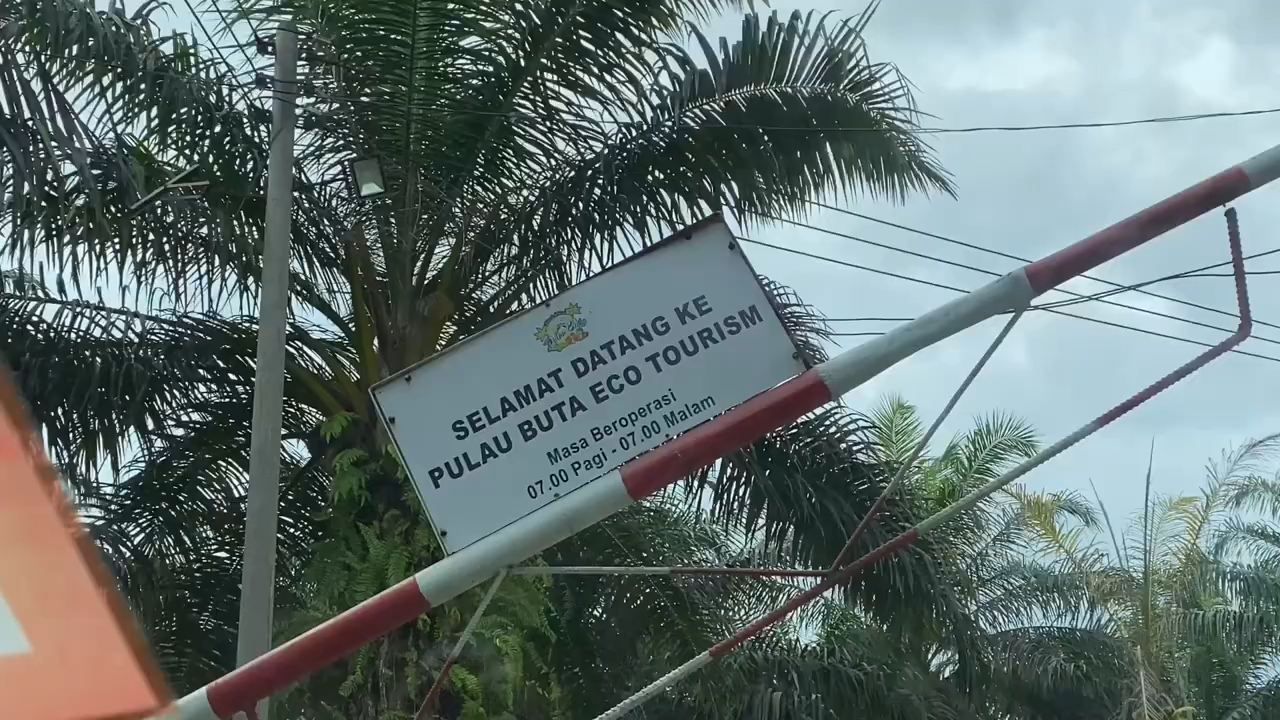 SELAMAT DATANG KE
PULAU BUTA ECO TOURISM
Masa Beroperasi
07.00 Pagi - 07.00 Malam